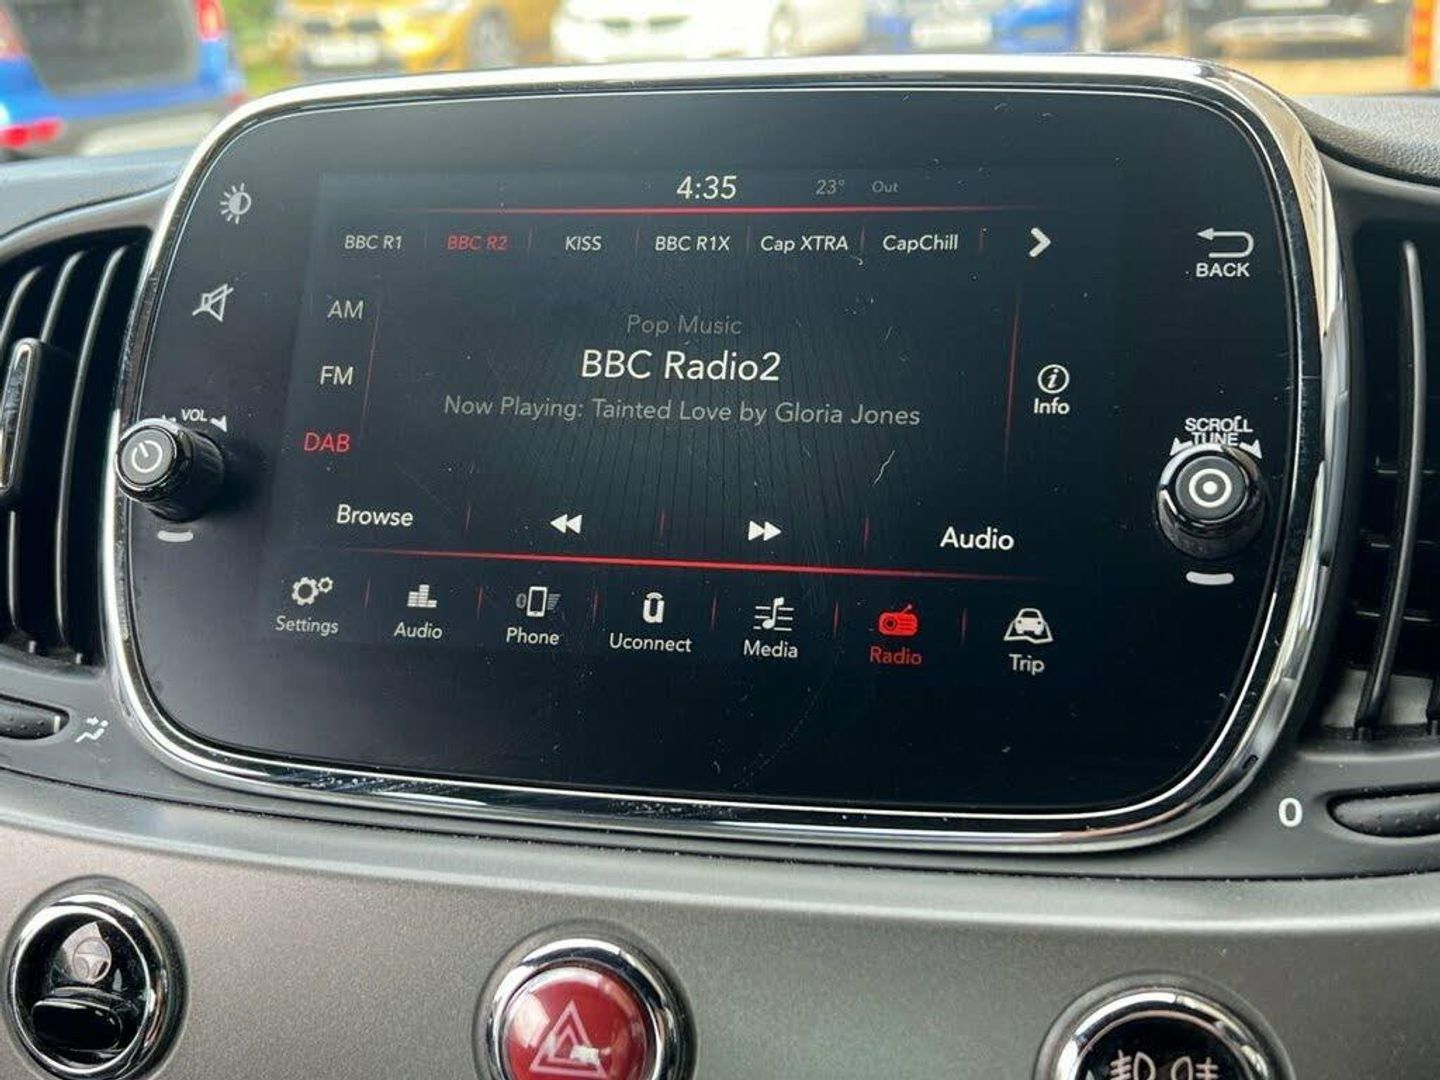 4:35 23° Out
BBC R1 BBC R2 KISS BBC R1X Cap XTRA CapChill
BACK
AM
Pop Music
BBC Radio2
FM
Info
Now Playing: Tainted Love by Gloria Jones
VOL
SCROLL
TUNE
DAB
Browse Audio
Settings Audio Phone Uconnect Media Radio Trip
0